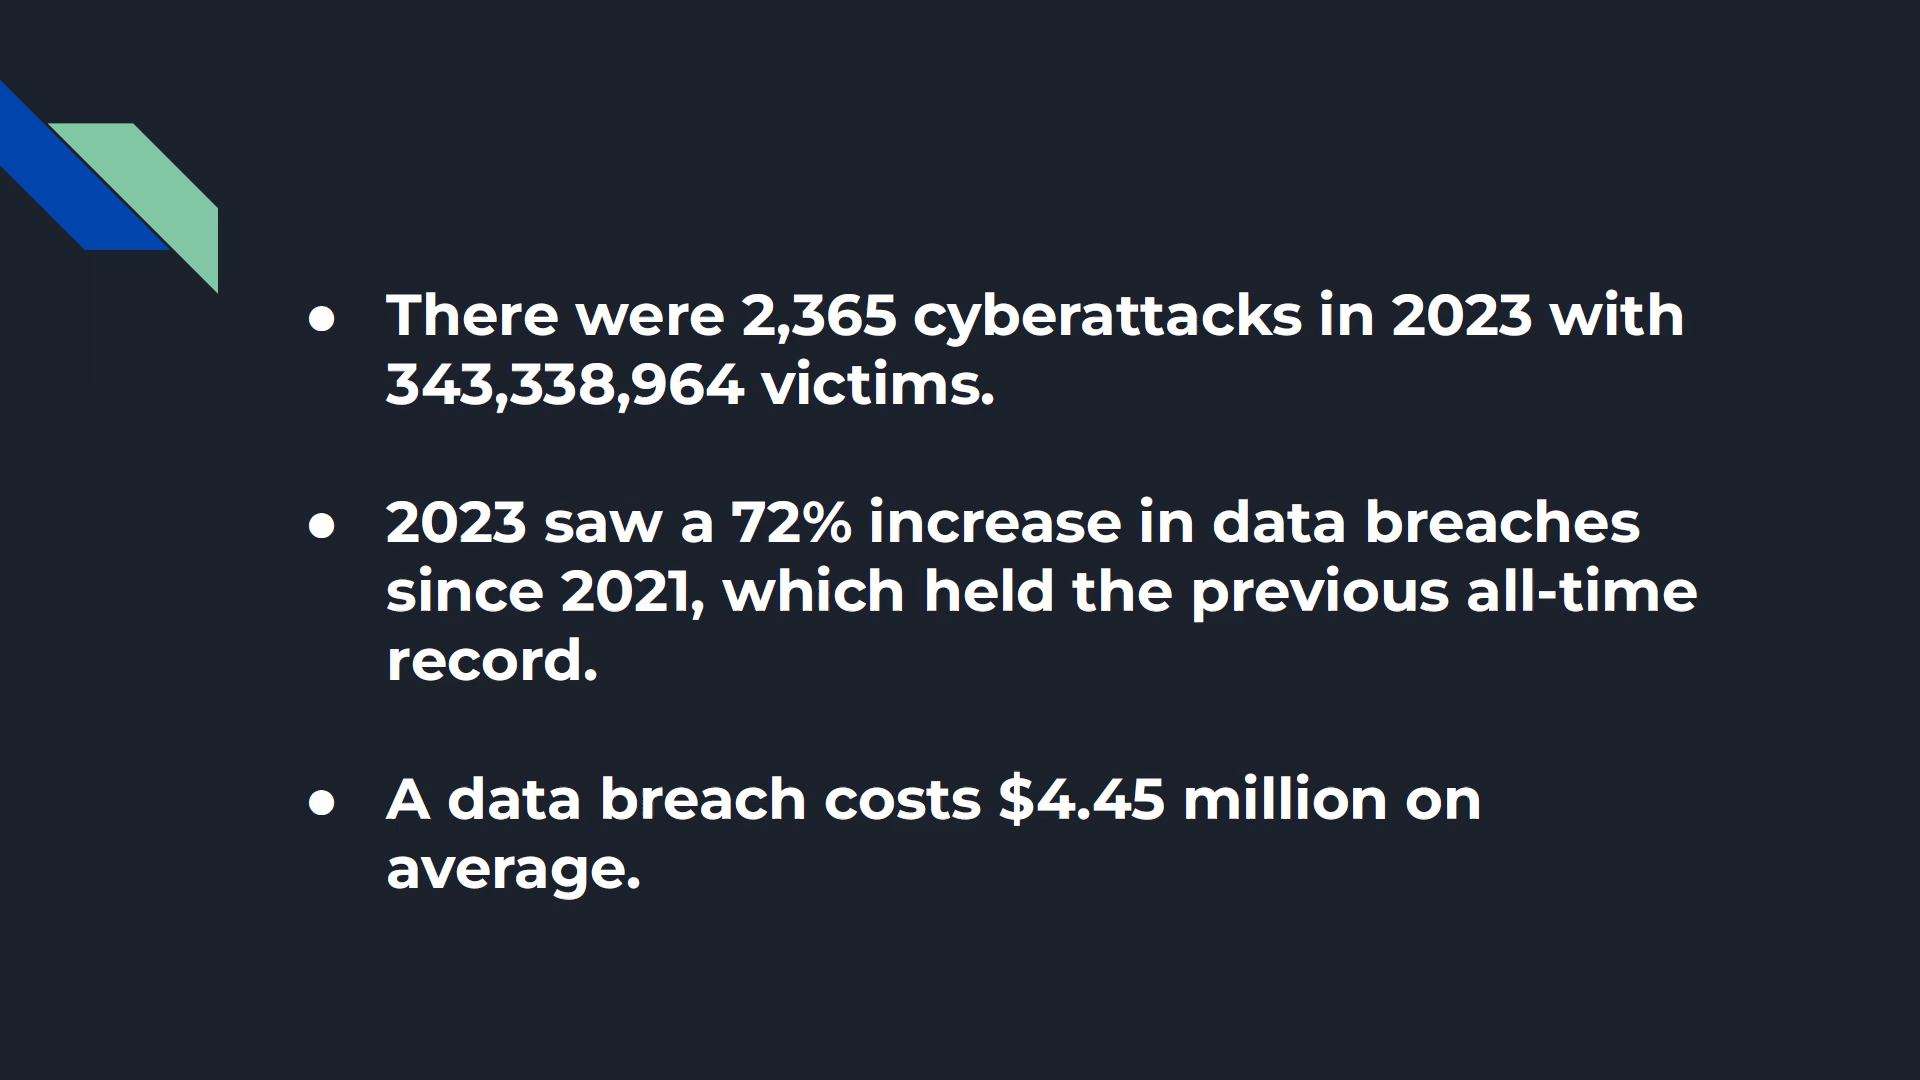 ● There were 2,365 cyberattacks in 2023 with
343,338,964 victims.
● 2023 saw a 72% increase in data breaches
since 2021, which held the previous all-time
record.
● A data breach costs $4.45 million on
average.